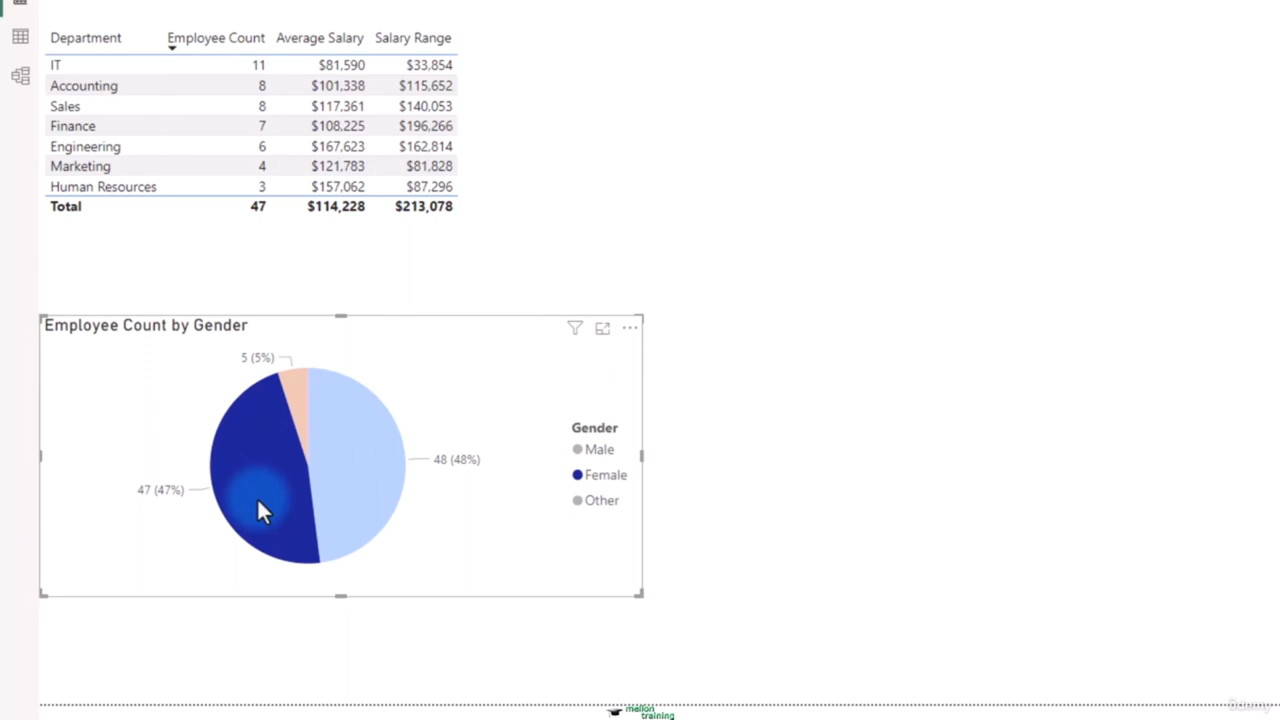 Department Employee Count Average Salary Salary Range
IT 11 $81,590 $33,854
Accounting 8 $101,338 $115,652
Sales 8 $117,361 $140,053
Finance 7 $108,225 $196,266
Engineering 6 $167,623 $162,814
Marketing 4 $121,783 $81,828
Human Resources 3 $157,062 $87,296
Total 47 $114,228 $213,078
Employee Count by Gender
5 (5%)
48 (48%)
47 (47%)
Gender
Male
Female
Other
mellon
training
ûdemy